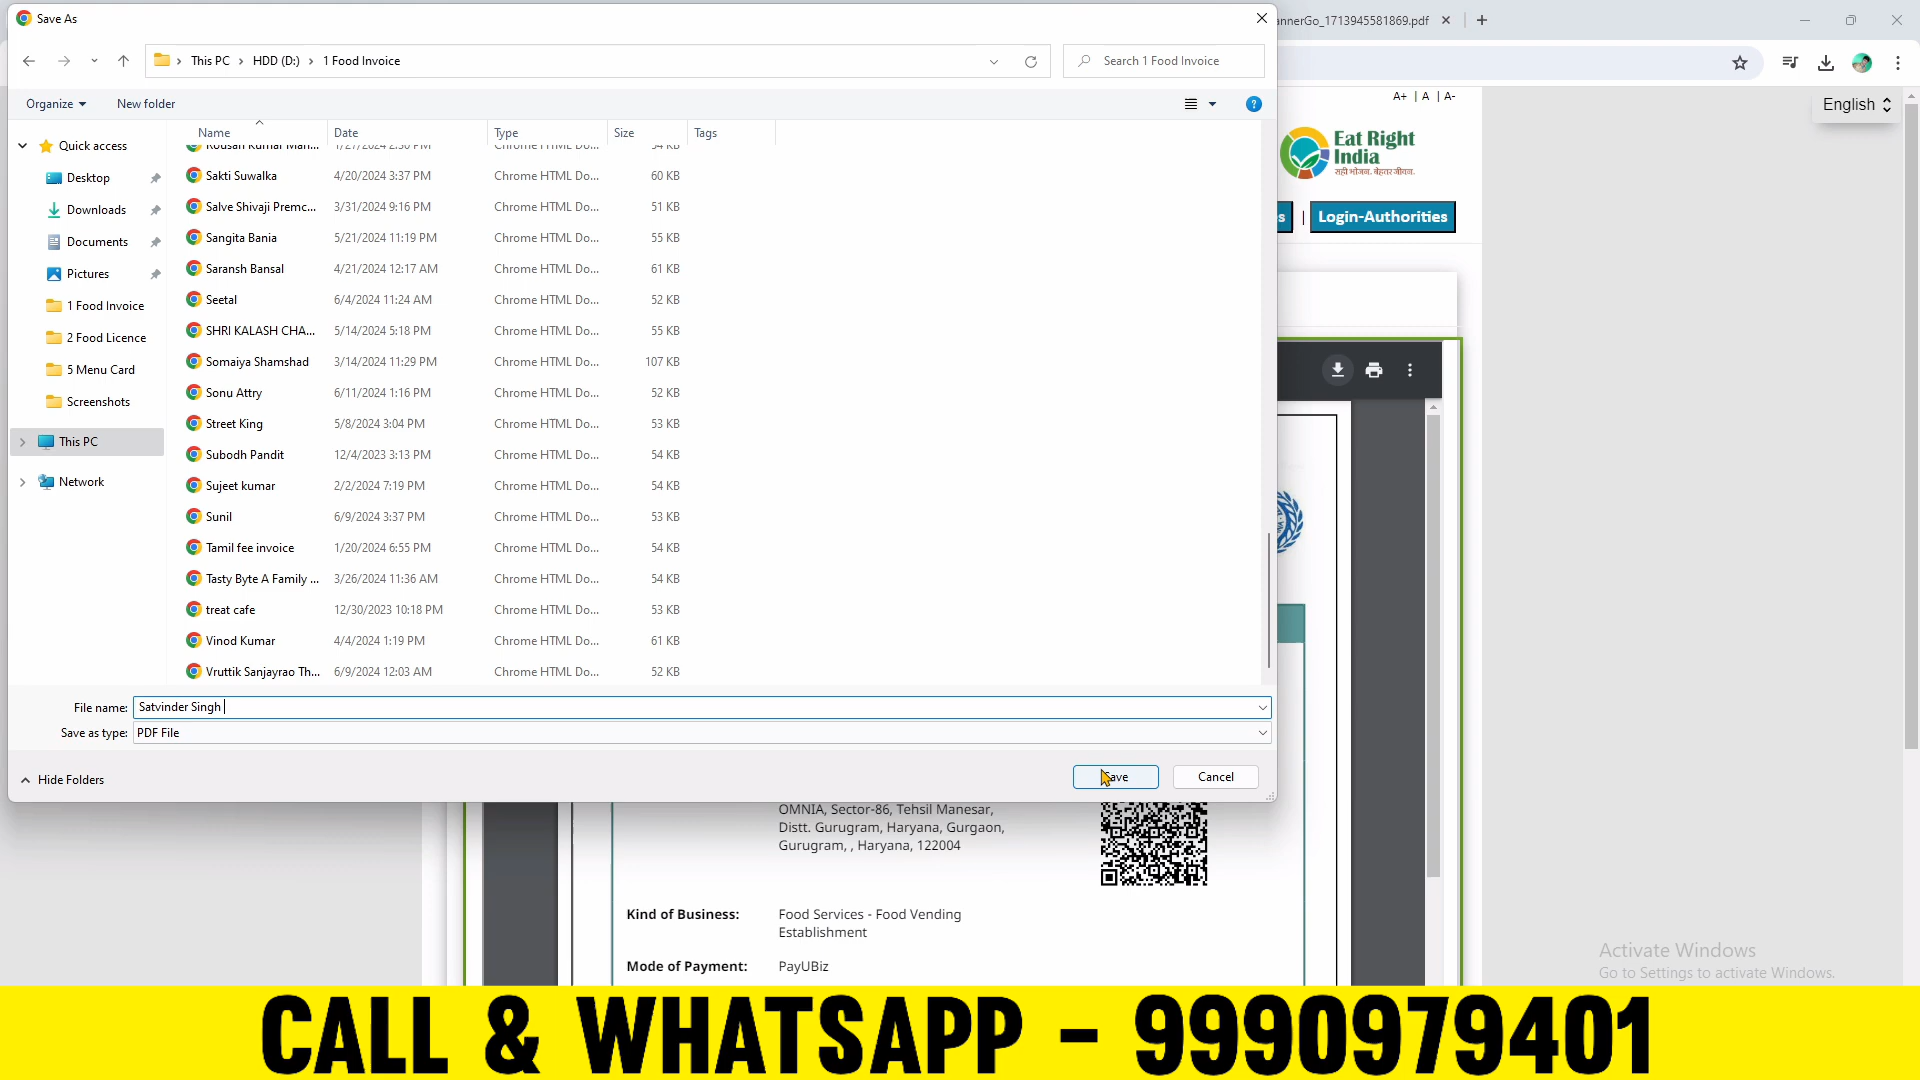 Save As
annerGo_1713945581869.pdf
This PC > HDD (D:) > 1 Food Invoice
Search 1 Food Invoice
Organize
New folder
A+ | A | A-
English
Name
Date
Type
Size
Tags
Quick access
Desktop
Downloads
Documents
Pictures
1 Food Invoice
2 Food Licence
5 Menu Card
Screenshots
This PC
Network
Sakti Suwalka 4/20/2024 3:37 PM Chrome HTML Do... 60 KB
Salve Shivaji Premc... 3/31/2024 9:16 PM Chrome HTML Do... 51 KB
Sangita Bania 5/21/2024 11:19 PM Chrome HTML Do... 55 KB
Saransh Bansal 4/21/2024 12:17 AM Chrome HTML Do... 61 KB
Seetal 6/4/2024 11:24 AM Chrome HTML Do... 52 KB
SHRI KALASH CHA... 5/14/2024 5:18 PM Chrome HTML Do... 55 KB
Somaiya Shamshad 3/14/2024 11:29 PM Chrome HTML Do... 107 KB
Sonu Attry 6/11/2024 1:16 PM Chrome HTML Do... 52 KB
Street King 5/8/2024 3:04 PM Chrome HTML Do... 53 KB
Subodh Pandit 12/4/2023 3:13 PM Chrome HTML Do... 54 KB
Sujeet kumar 2/2/2024 7:19 PM Chrome HTML Do... 54 KB
Sunil 6/9/2024 3:37 PM Chrome HTML Do... 53 KB
Tamil fee invoice 1/20/2024 6:55 PM Chrome HTML Do... 54 KB
Tasty Byte A Family ... 3/26/2024 11:36 AM Chrome HTML Do... 54 KB
treat cafe 12/30/2023 10:18 PM Chrome HTML Do... 53 KB
Vinod Kumar 4/4/2024 1:19 PM Chrome HTML Do... 61 KB
Vruttik Sanjayrao Th... 6/9/2024 12:03 AM Chrome HTML Do... 52 KB
File name: Satvinder Singh
Save as type: PDF File
Hide Folders
Save
Cancel
Eat Right
India
सही भोजन. बेहतर जीवन.
s | Login-Authorities
OMNIA, Sector-86, Tehsil Manesar,
Distt. Gurugram, Haryana, Gurgaon,
Gurugram, , Haryana, 122004
Kind of Business: Food Services - Food Vending
Establishment
Mode of Payment: PayUBiz
Activate Windows
Go to Settings to activate Windows.
CALL & WHATSAPP - 9990979401